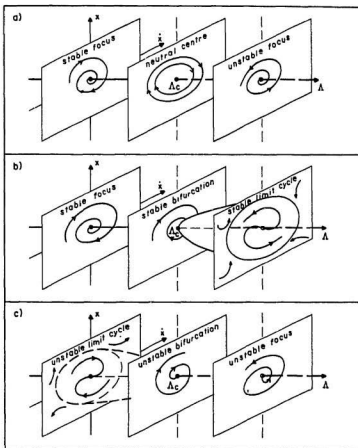 a)
x
stable focus
ẋ
neutral centre
unstable focus
Λc
Λ
b)
x
stable focus
ẋ
stable bifurcation
stable limit cycle
Λc
Λ
c)
x
unstable limit cycle
ẋ
unstable bifurcation
unstable focus
Λc
Λ